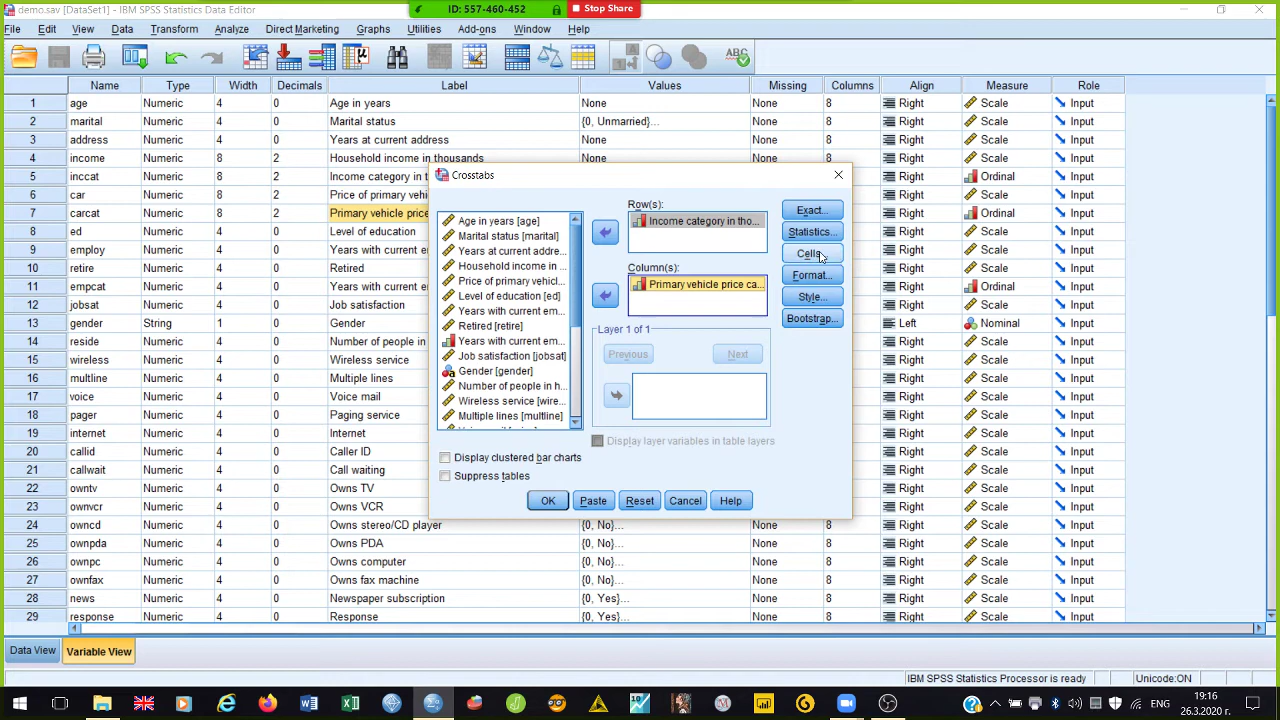 demo.sav [DataSet1] - IBM SPSS Statistics Data Editor
ID: 557-460-452
Stop Share
File Edit View Data Transform Analyze Direct Marketing Graphs Utilities Add-ons Window Help
Name Type Width Decimals Label Values Missing Columns Align Measure Role
1 age Numeric 4 0 Age in years None None 8 Right Scale Input
2 marital Numeric 4 0 Marital status {0, Unmarried}... None 8 Right Scale Input
3 address Numeric 4 0 Years at current address None None 8 Right Scale Input
4 income Numeric 8 2 Household income in thousands None None 8 Right Scale Input
5 inccat Numeric 8 2 Income category in t Right Ordinal Input
6 car Numeric 8 2 Price of primary vehi Right Scale Input
7 carcat Numeric 8 2 Primary vehicle price Right Ordinal Input
8 ed Numeric 4 0 Level of education Right Scale Input
9 employ Numeric 4 0 Years with current e Right Scale Input
10 retire Numeric 4 0 Retired Right Scale Input
11 empcat Numeric 4 0 Years with current e Right Ordinal Input
12 jobsat Numeric 4 0 Job satisfaction Right Scale Input
13 gender String 1 0 Gender Left Nominal Input
14 reside Numeric 4 0 Number of people in Right Scale Input
15 wireless Numeric 4 0 Wireless service Right Scale Input
16 multline Numeric 4 0 Multiple lines Right Scale Input
17 voice Numeric 4 0 Voice mail Right Scale Input
18 pager Numeric 4 0 Paging service Right Scale Input
19 internet Numeric 4 0 Internet Right Scale Input
20 callid Numeric 4 0 Caller ID Right Scale Input
21 callwait Numeric 4 0 Call waiting Right Scale Input
22 owntv Numeric 4 0 Owns TV Right Scale Input
23 ownvcr Numeric 4 0 Owns VCR Right Scale Input
24 owncd Numeric 4 0 Owns stereo/CD player {0, No}... None 8 Right Scale Input
25 ownpda Numeric 4 0 Owns PDA {0, No}... None 8 Right Scale Input
26 ownpc Numeric 4 0 Owns computer {0, No}... None 8 Right Scale Input
27 ownfax Numeric 4 0 Owns fax machine {0, No}... None 8 Right Scale Input
28 news Numeric 4 0 Newspaper subscription {0, Yes}... None 8 Right Scale Input
29 response Numeric 4 0 Response {0, Yes}... None 8 Right Scale Input
Crosstabs
Age in years [age]
Marital status [marital]
Years at current addre...
Household income in ...
Price of primary vehicl...
Level of education [ed]
Years with current em...
Retired [retire]
Years with current em...
Job satisfaction [jobsat]
Gender [gender]
Number of people in h...
Wireless service [wire...
Multiple lines [multline]
Row(s):
Income category in tho...
Column(s):
Primary vehicle price ca...
Layer 1 of 1
Previous Next
Display layer variables in table layers
Exact...
Statistics...
Cells...
Format...
Style...
Bootstrap...
Display clustered bar charts
Suppress tables
OK Paste Reset Cancel Help
Data View Variable View
IBM SPSS Statistics Processor is ready Unicode:ON
19:16
26.3.2020 г.